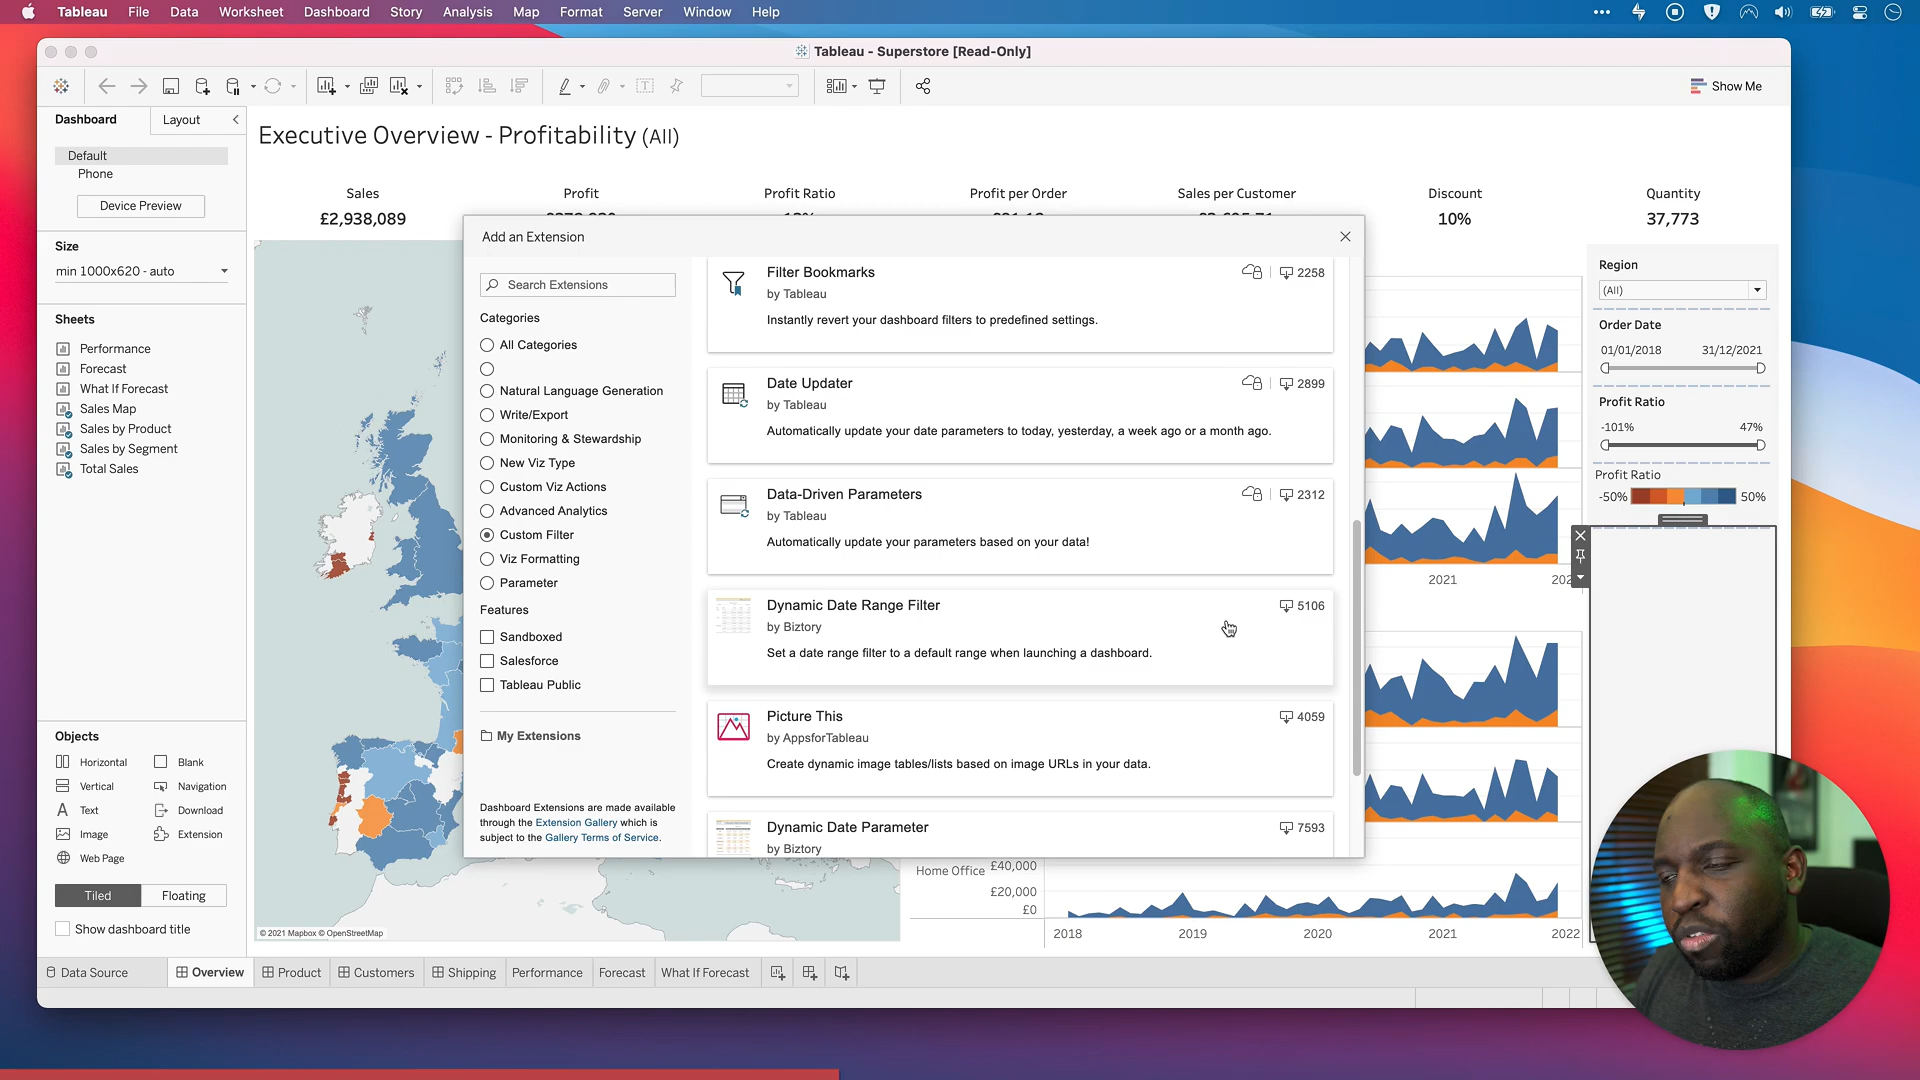 Tableau File Data Worksheet Dashboard Story Analysis Map Format Server Window Help
Tableau - Superstore [Read-Only]
Show Me
Dashboard Layout
Default
Phone
Device Preview
Size
min 1000x620 - auto
Sheets
Performance
Forecast
What If Forecast
Sales Map
Sales by Product
Sales by Segment
Total Sales
Objects
Horizontal Blank
Vertical Navigation
Text Download
Image Extension
Web Page
Tiled Floating
Show dashboard title
Executive Overview - Profitability (All)
Sales Profit Profit Ratio Profit per Order Sales per Customer Discount Quantity
£2,938,089 10% 37,773
Add an Extension
Search Extensions
Categories
All Categories
Natural Language Generation
Write/Export
Monitoring & Stewardship
New Viz Type
Custom Viz Actions
Advanced Analytics
Custom Filter
Viz Formatting
Parameter
Features
Sandboxed
Salesforce
Tableau Public
My Extensions
Dashboard Extensions are made available
through the Extension Gallery which is
subject to the Gallery Terms of Service.
Filter Bookmarks 2258
by Tableau
Instantly revert your dashboard filters to predefined settings.
Date Updater 2899
by Tableau
Automatically update your date parameters to today, yesterday, a week ago or a month ago.
Data-Driven Parameters 2312
by Tableau
Automatically update your parameters based on your data!
Dynamic Date Range Filter 5106
by Biztory
Set a date range filter to a default range when launching a dashboard.
Picture This 4059
by AppsforTableau
Create dynamic image tables/lists based on image URLs in your data.
Dynamic Date Parameter 7593
by Biztory
Region
(All)
Order Date
01/01/2018 31/12/2021
Profit Ratio
-101% 47%
Profit Ratio
-50% 50%
2021
Home Office £40,000
£20,000
£0
2018 2019 2020 2021 2022
© 2021 Mapbox © OpenStreetMap
Data Source Overview Product Customers Shipping Performance Forecast What If Forecast